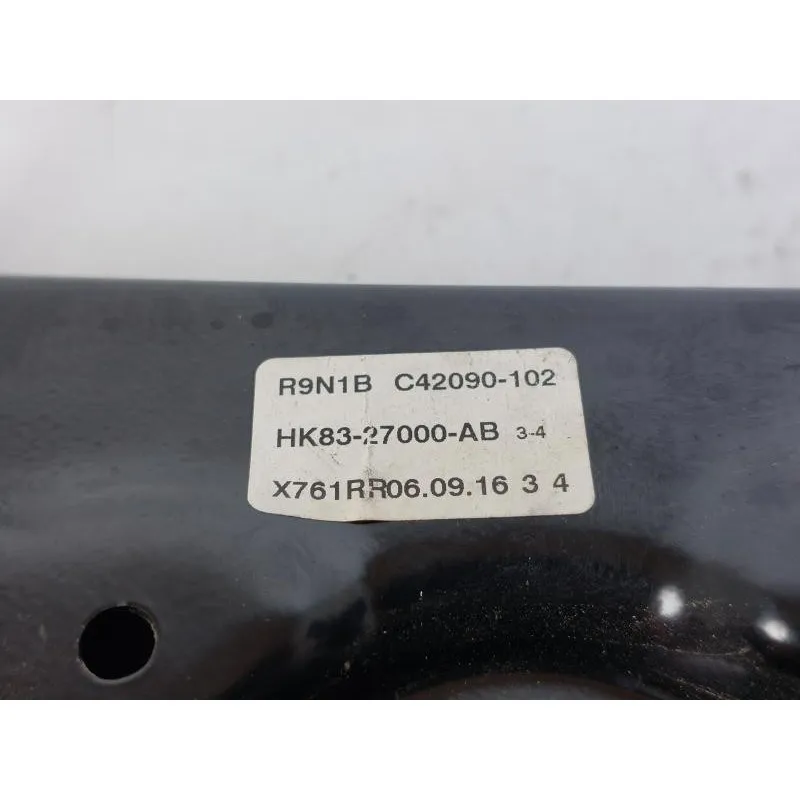 R9N1B C42090-102
HK83-27000-AB 3-4
X761RR06.09.16 3 4